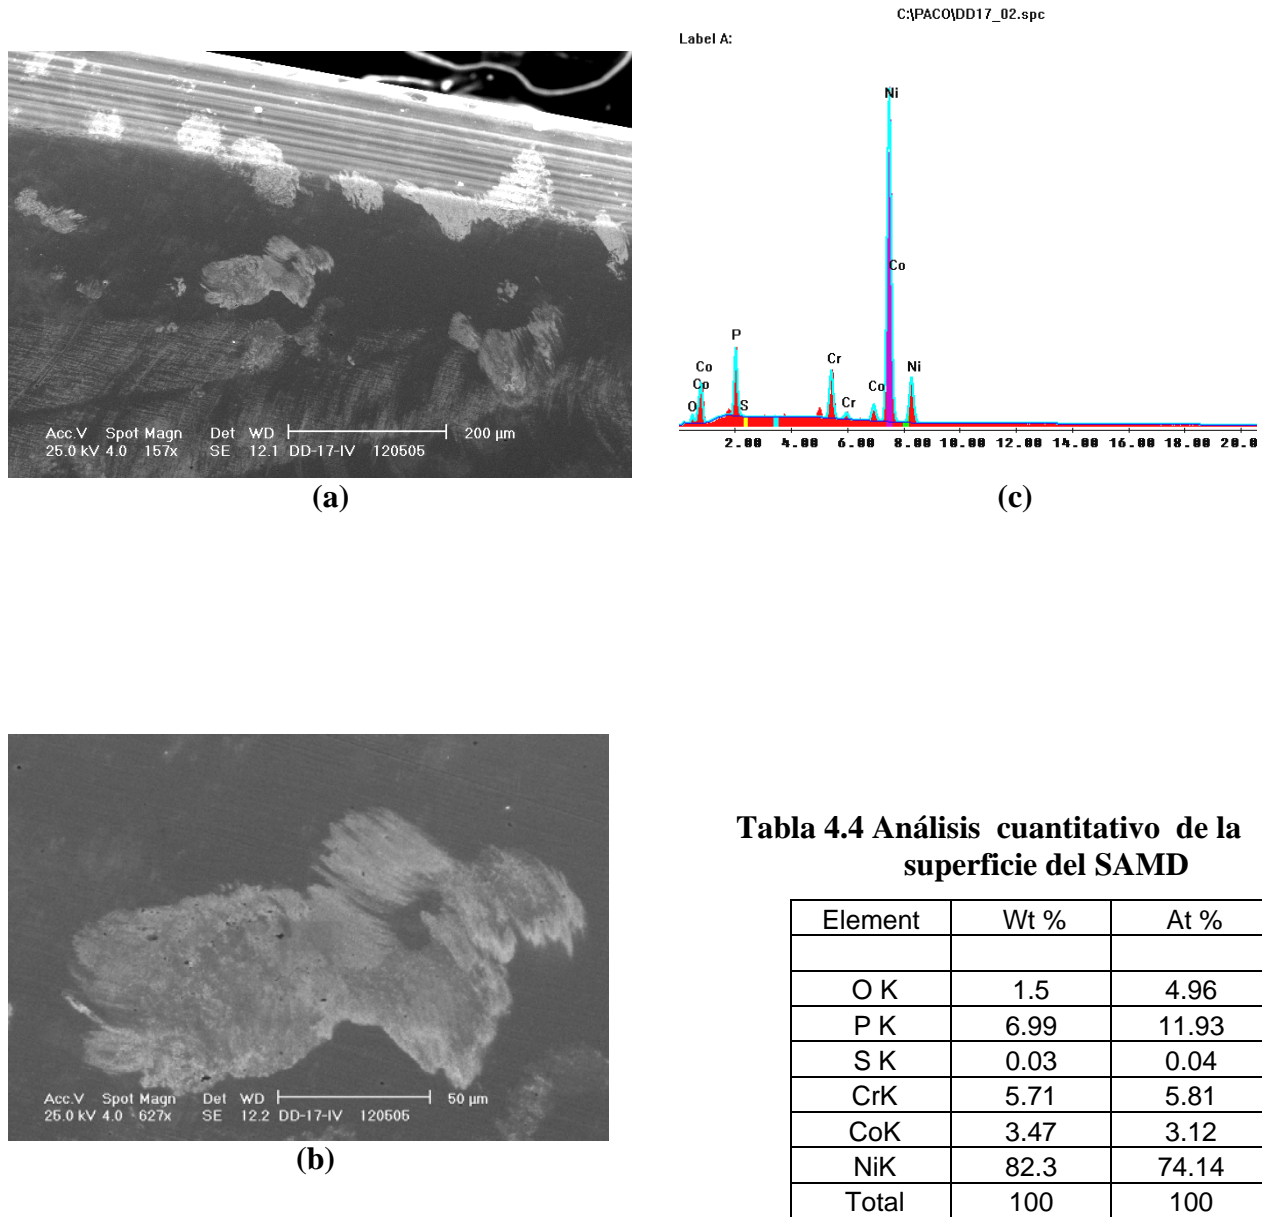 C:\PACO\DD17_02.spc
Label A:
Ni
Co
P
Co
Co
O
S
Cr
Cr
Co
Ni
2.00 4.00 6.00 8.00 10.00 12.00 14.00 16.00 18.00 20.0
Acc.V Spot Magn Det WD 200 µm
25.0 kV 4.0 157x SE 12.1 DD-17-IV 120505
(a)
(c)
Acc.V Spot Magn Det WD 50 µm
25.0 kV 4.0 627x SE 12.2 DD-17-IV 120505
(b)
Tabla 4.4 Análisis cuantitativo de la
superficie del SAMD
Element Wt % At %
O K 1.5 4.96
P K 6.99 11.93
S K 0.03 0.04
CrK 5.71 5.81
CoK 3.47 3.12
NiK 82.3 74.14
Total 100 100